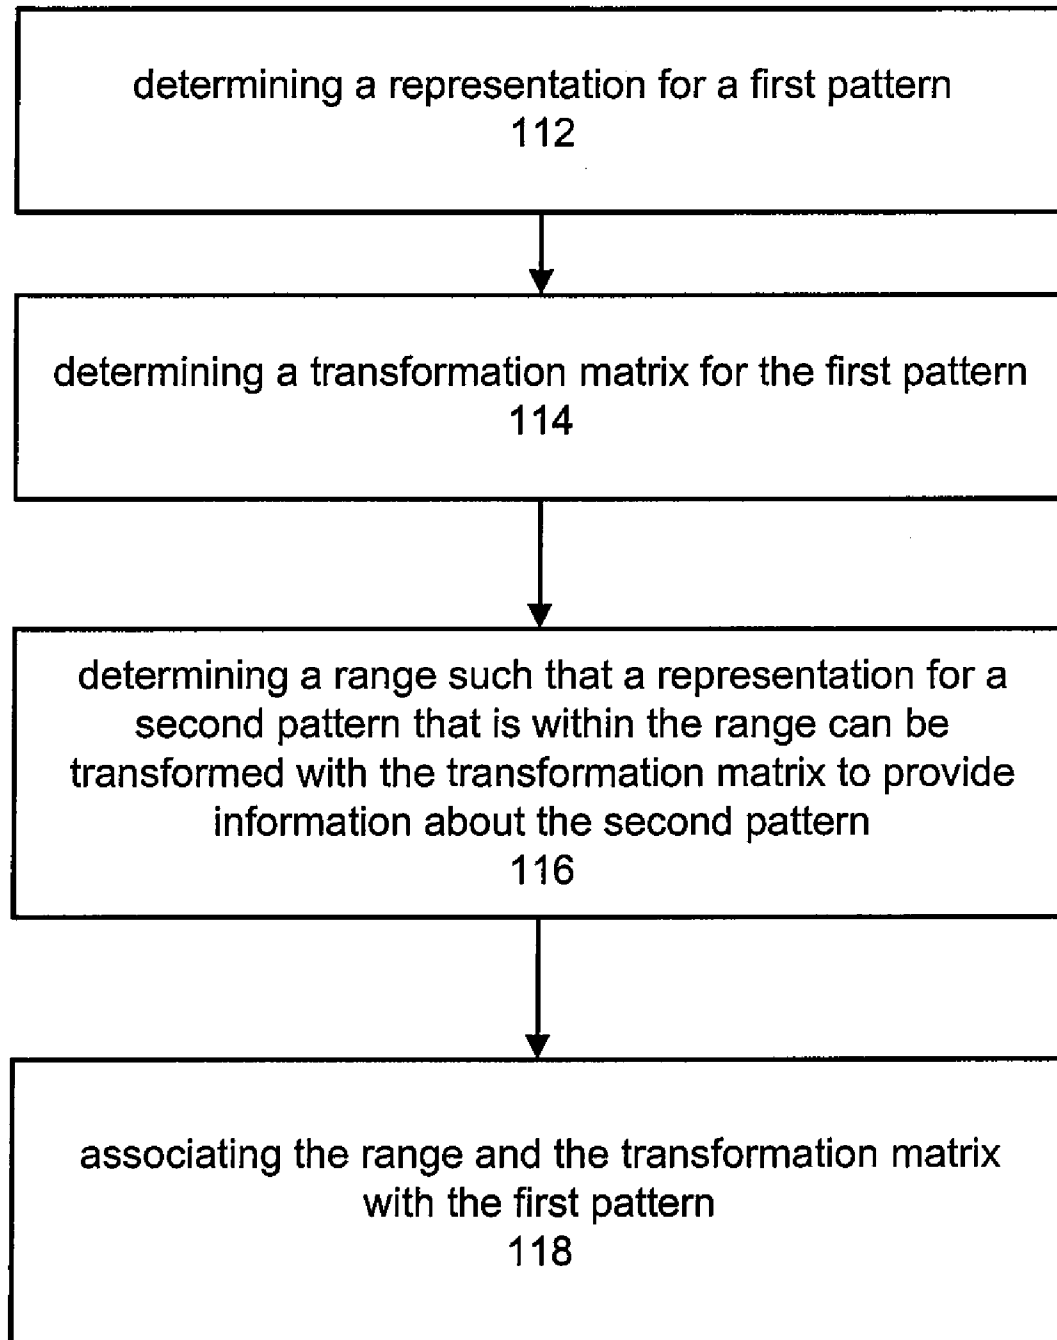 determining a representation for a first pattern
112
determining a transformation matrix for the first pattern
114
determining a range such that a representation for a
second pattern that is within the range can be
transformed with the transformation matrix to provide
information about the second pattern
116
associating the range and the transformation matrix
with the first pattern
118